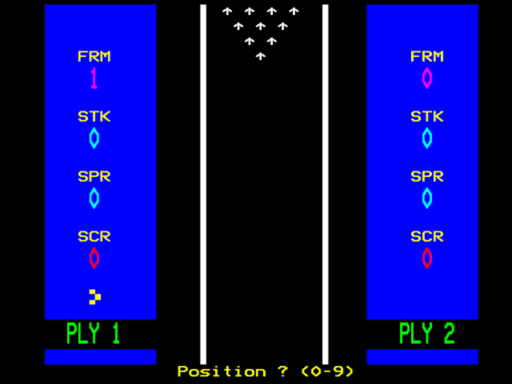 FRM
1
STK
0
SPR
0
SCR
0
PLY 1
FRM
0
STK
0
SPR
0
SCR
0
PLY 2
Position ? (0-9)